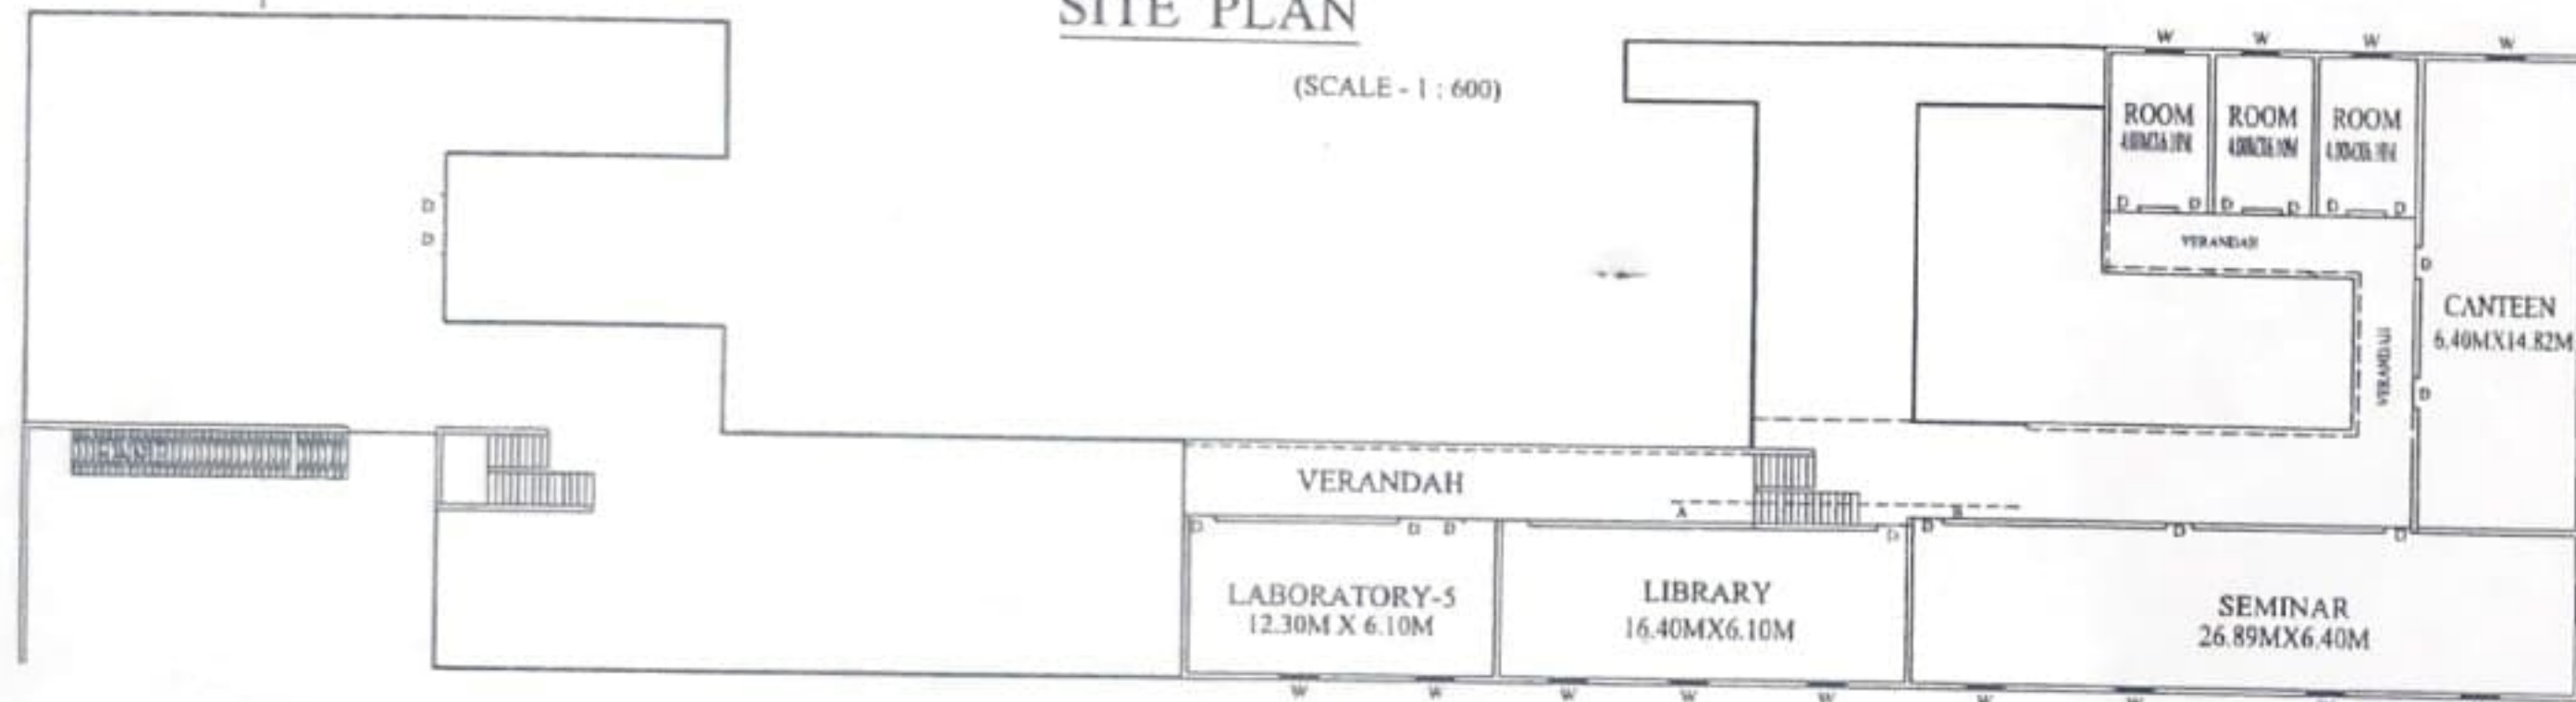 SITE PLAN
(SCALE - 1 : 600)
W
W
W
W
ROOM
ROOM
ROOM
D
D
D
D
D
D
VERANDAH
D
D
D
D
VERANDAH
CANTEEN
6.40MX14.82M
VERANDAH
A
B
D
D
D
D
D
D
D
LABORATORY-5
12.30M X 6.10M
LIBRARY
16.40MX6.10M
SEMINAR
26.89MX6.40M
W
W
W
W
W
W
W